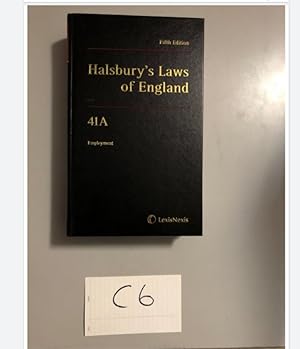 Fifth Edition
Halsbury's Laws
of England
41A
Employment
LexisNexis
C6